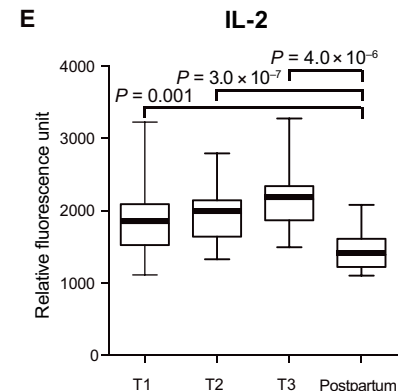 E
IL-2
P = 4.0 × 10⁻⁶
P = 3.0 × 10⁻⁷
P = 0.001
Relative fluorescence unit
4000
3000
2000
1000
0
T1 T2 T3 Postpartum